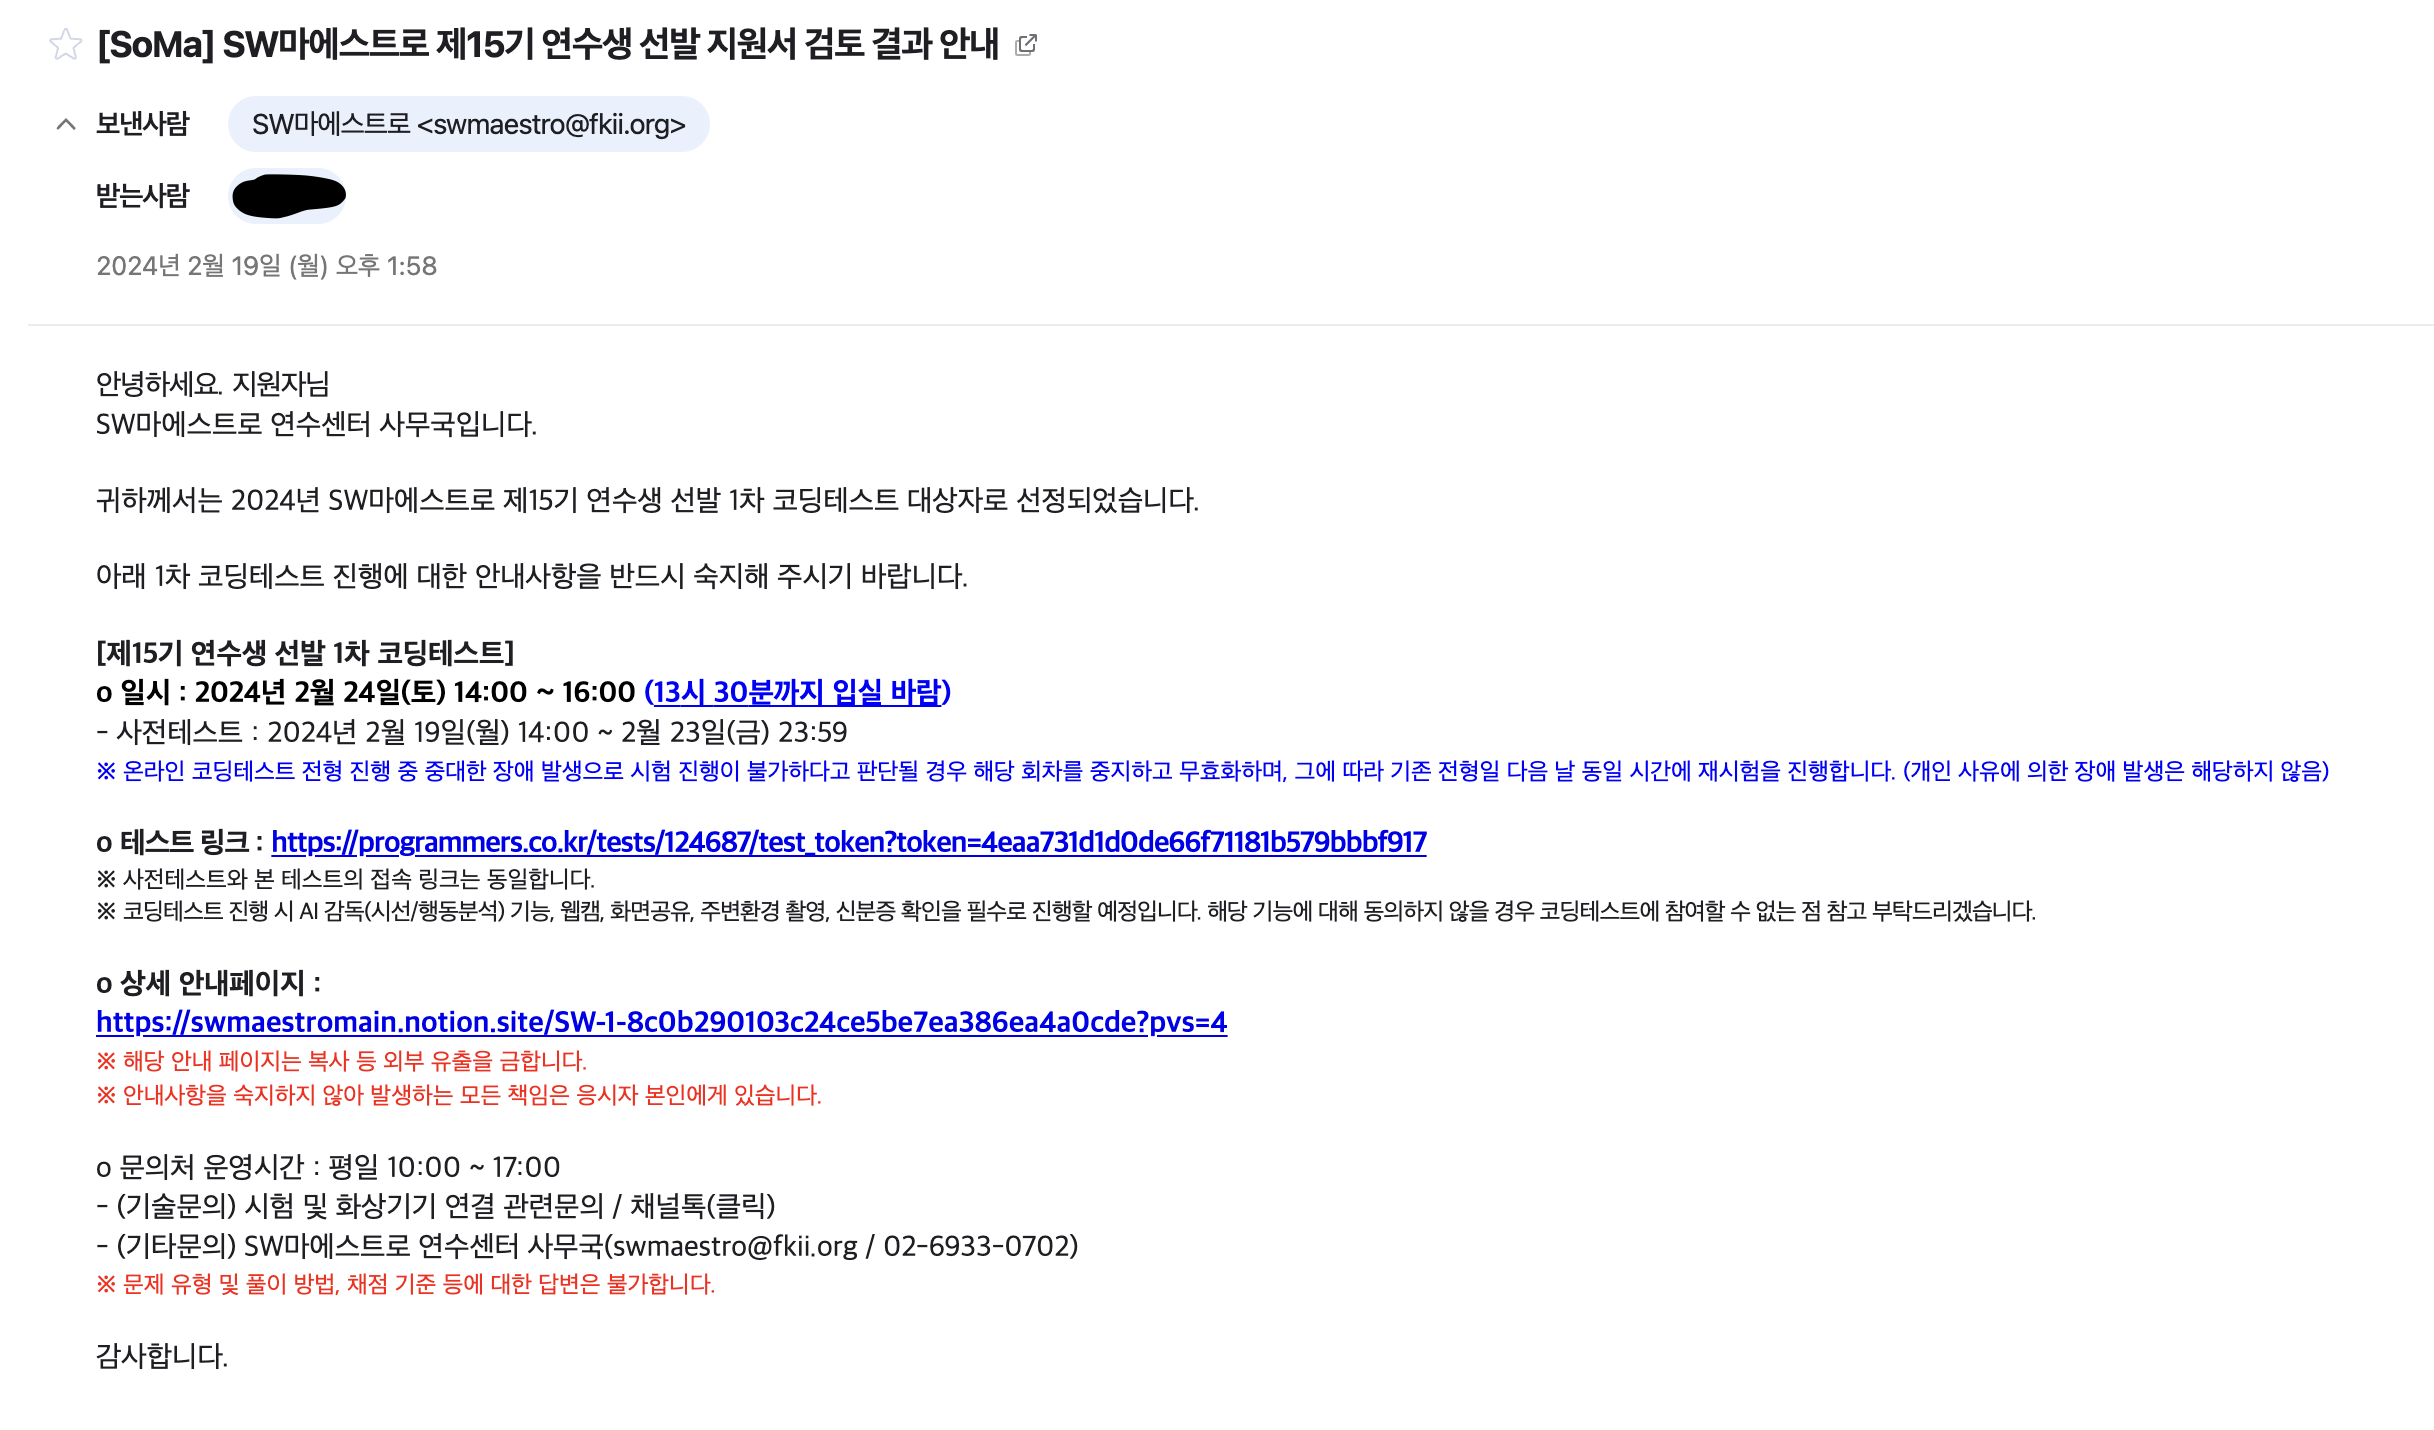 [SoMa] SW마에스트로 제15기 연수생 선발 지원서 검토 결과 안내
보낸사람 SW마에스트로 <swmaestro@fkii.org>
받는사람
2024년 2월 19일 (월) 오후 1:58
안녕하세요. 지원자님
SW마에스트로 연수센터 사무국입니다.
귀하께서는 2024년 SW마에스트로 제15기 연수생 선발 1차 코딩테스트 대상자로 선정되었습니다.
아래 1차 코딩테스트 진행에 대한 안내사항을 반드시 숙지해 주시기 바랍니다.
[제15기 연수생 선발 1차 코딩테스트]
o 일시 : 2024년 2월 24일(토) 14:00 ~ 16:00 (13시 30분까지 입실 바람)
- 사전테스트 : 2024년 2월 19일(월) 14:00 ~ 2월 23일(금) 23:59
※ 온라인 코딩테스트 전형 진행 중 중대한 장애 발생으로 시험 진행이 불가하다고 판단될 경우 해당 회차를 중지하고 무효화하며, 그에 따라 기존 전형일 다음 날 동일 시간에 재시험을 진행합니다. (개인 사유에 의한 장애 발생은 해당하지 않음)
o 테스트 링크 : https://programmers.co.kr/tests/124687/test_token?token=4eaa731d1d0de66f71181b579bbbf917
※ 사전테스트와 본 테스트의 접속 링크는 동일합니다.
※ 코딩테스트 진행 시 AI 감독(시선/행동분석) 기능, 웹캠, 화면공유, 주변환경 촬영, 신분증 확인을 필수로 진행할 예정입니다. 해당 기능에 대해 동의하지 않을 경우 코딩테스트에 참여할 수 없는 점 참고 부탁드리겠습니다.
o 상세 안내페이지 :
https://swmaestromain.notion.site/SW-1-8c0b290103c24ce5be7ea386ea4a0cde?pvs=4
※ 해당 안내 페이지는 복사 등 외부 유출을 금합니다.
※ 안내사항을 숙지하지 않아 발생하는 모든 책임은 응시자 본인에게 있습니다.
o 문의처 운영시간 : 평일 10:00 ~ 17:00
- (기술문의) 시험 및 화상기기 연결 관련문의 / 채널톡(클릭)
- (기타문의) SW마에스트로 연수센터 사무국(swmaestro@fkii.org / 02-6933-0702)
※ 문제 유형 및 풀이 방법, 채점 기준 등에 대한 답변은 불가합니다.
감사합니다.